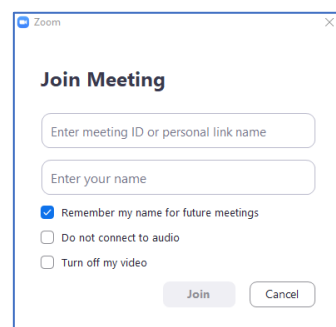 Zoom
Join Meeting
Enter meeting ID or personal link name
Enter your name
Remember my name for future meetings
Do not connect to audio
Turn off my video
Join Cancel